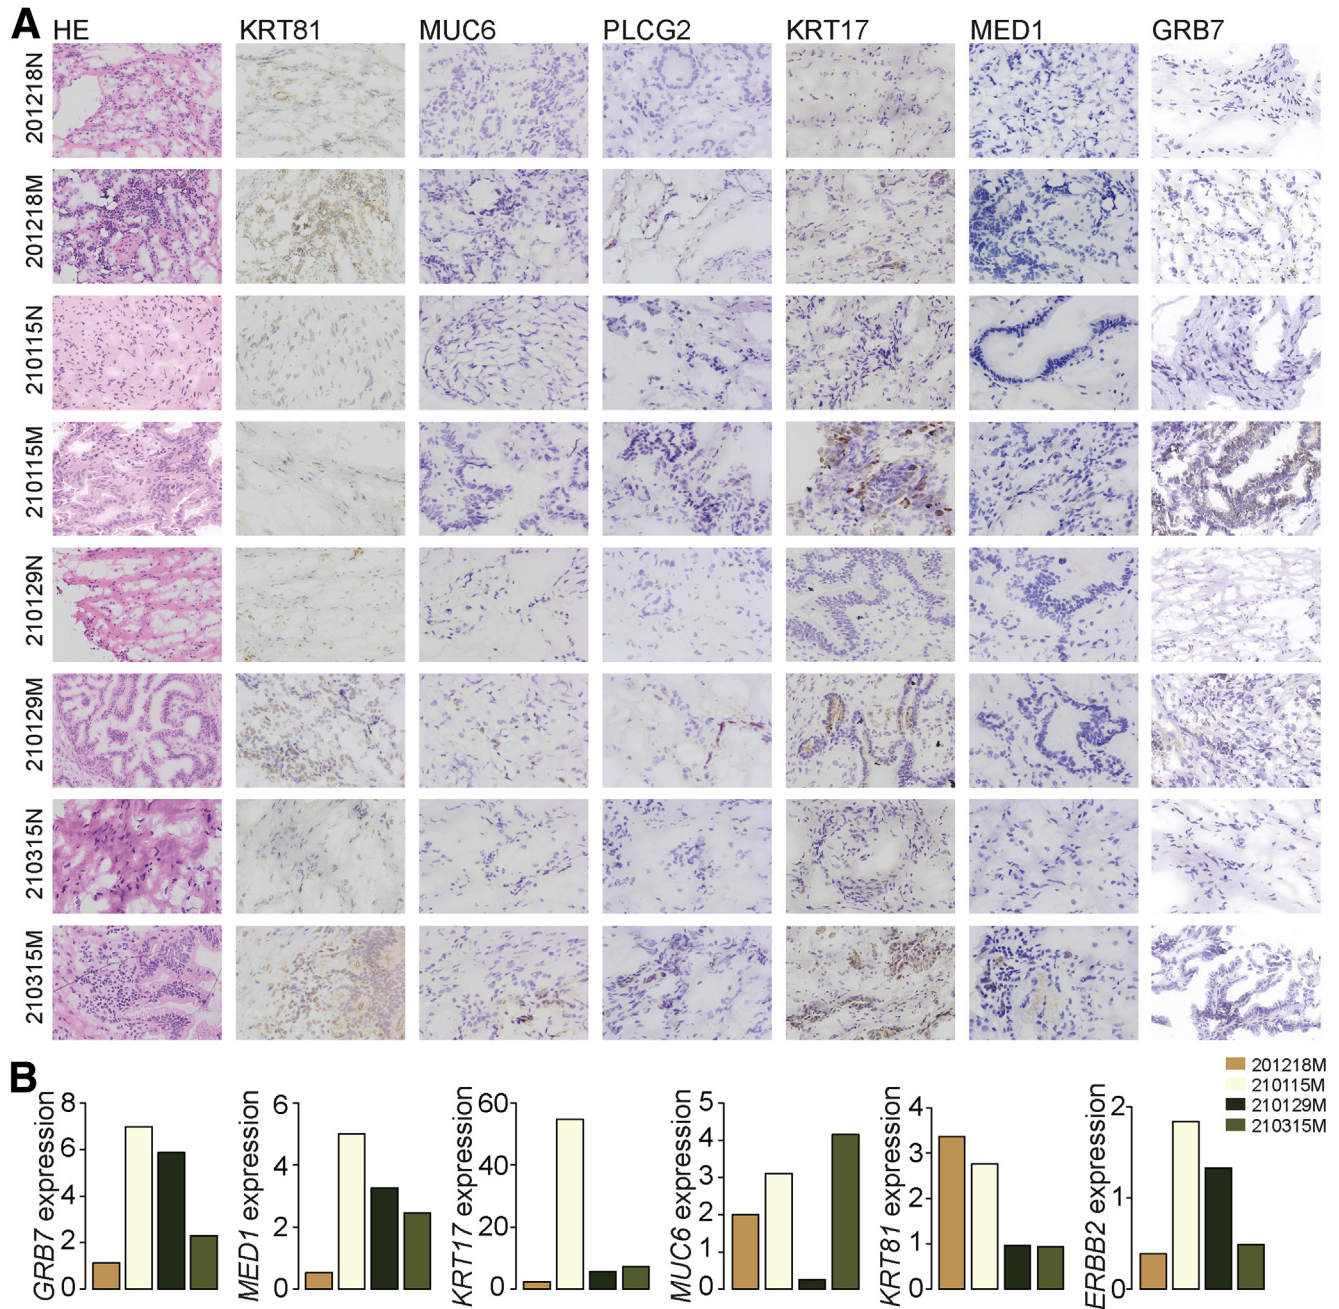 A
HE KRT81 MUC6 PLCG2 KRT17 MED1 GRB7
201218N
201218M
210115N
210115M
210129N
210129M
210315N
210315M
B
201218M
210115M
210129M
210315M
GRB7 expression
8
6
4
2
0
MED1 expression
6
4
2
0
KRT17 expression
60
40
20
0
MUC6 expression
5
4
3
2
1
0
KRT81 expression
4
3
2
1
0
ERBB2 expression
2
1
0